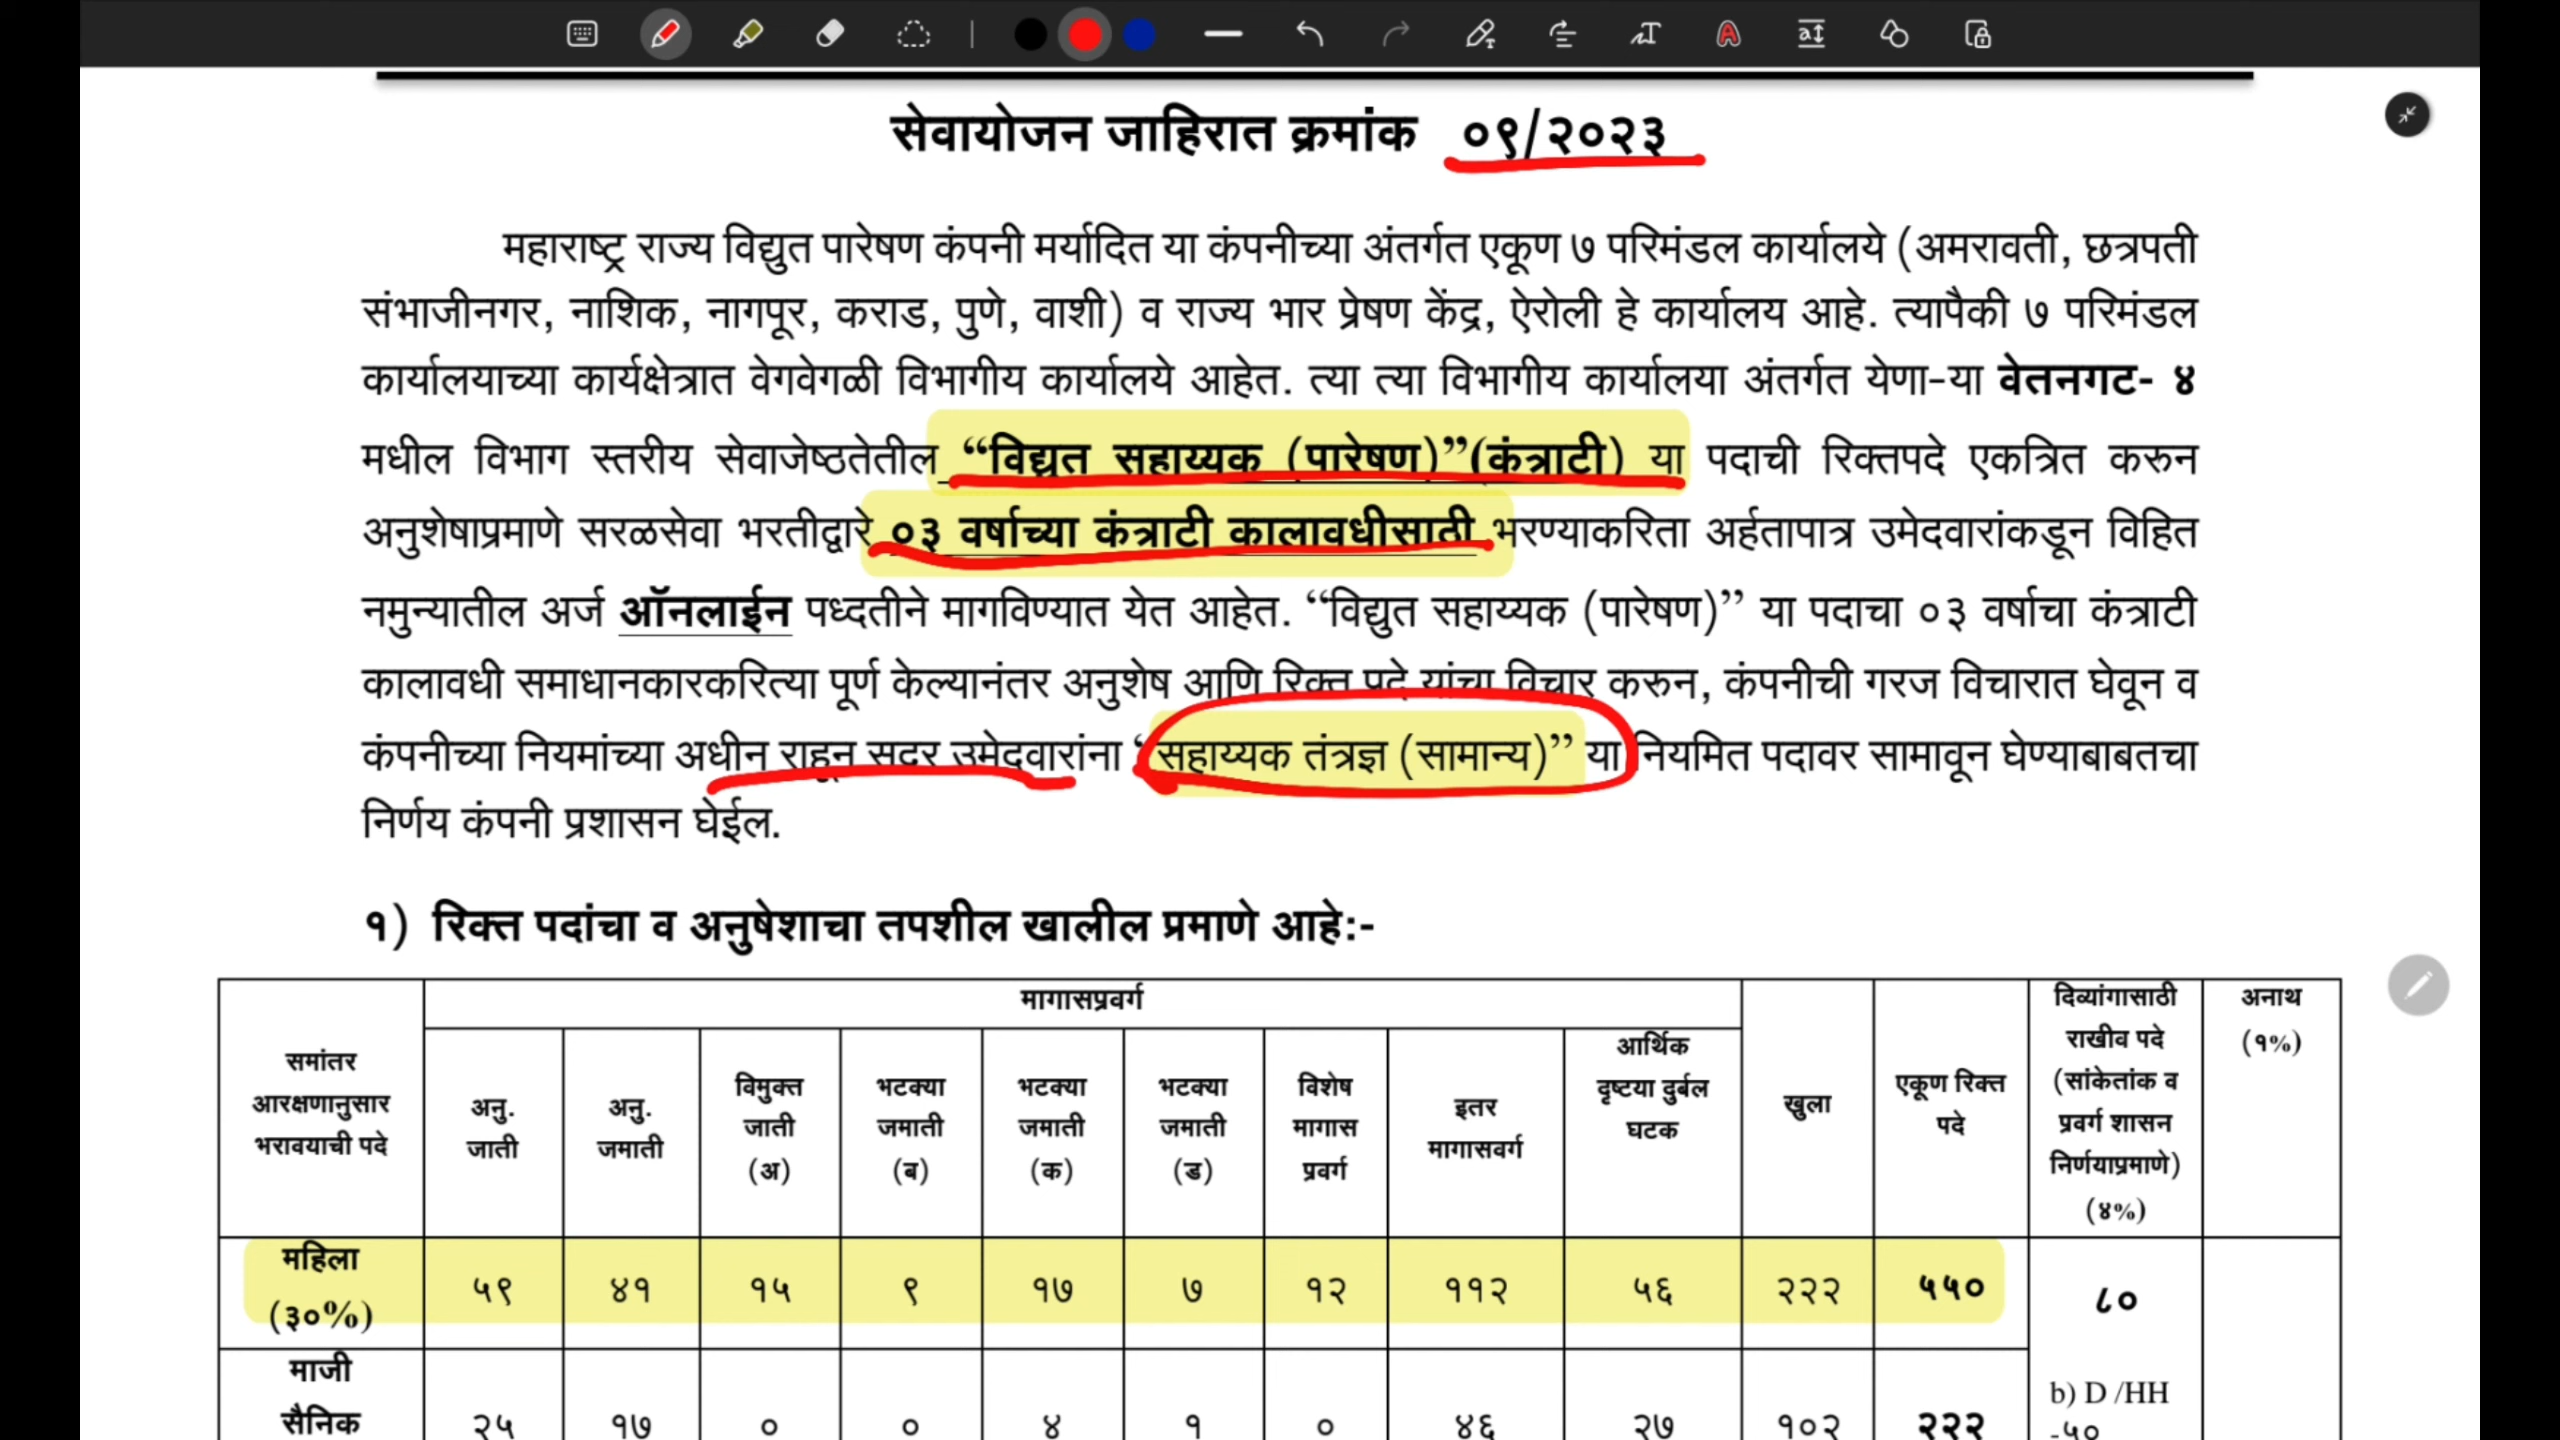 सेवायोजन जाहिरात क्रमांक ०९/२०२३
महाराष्ट्र राज्य विद्युत पारेषण कंपनी मर्यादित या कंपनीच्या अंतर्गत एकूण ७ परिमंडल कार्यालये (अमरावती, छत्रपती
संभाजीनगर, नाशिक, नागपूर, कराड, पुणे, वाशी) व राज्य भार प्रेषण केंद्र, ऐरोली हे कार्यालय आहे. त्यापैकी ७ परिमंडल
कार्यालयाच्या कार्यक्षेत्रात वेगवेगळी विभागीय कार्यालये आहेत. त्या त्या विभागीय कार्यालया अंतर्गत येणा-या वेतनगट- ४
मधील विभाग स्तरीय सेवाजेष्ठतेतील “विद्युत सहाय्यक (पारेषण)”(कंत्राटी) या पदाची रिक्तपदे एकत्रित करुन
अनुशेषाप्रमाणे सरळसेवा भरतीद्वारे ०३ वर्षाच्या कंत्राटी कालावधीसाठी भरण्याकरिता अर्हतापात्र उमेदवारांकडून विहित
नमुन्यातील अर्ज ऑनलाईन पध्दतीने मागविण्यात येत आहेत. “विद्युत सहाय्यक (पारेषण)” या पदाचा ०३ वर्षाचा कंत्राटी
कालावधी समाधानकारकरित्या पूर्ण केल्यानंतर अनुशेष आणि रिक्त पदे यांचा विचार करुन, कंपनीची गरज विचारात घेवून व
कंपनीच्या नियमांच्या अधीन राहून सदर उमेदवारांना “सहाय्यक तंत्रज्ञ (सामान्य)” या नियमित पदावर सामावून घेण्याबाबतचा
निर्णय कंपनी प्रशासन घेईल.
१) रिक्त पदांचा व अनुषेशाचा तपशील खालील प्रमाणे आहे:-
समांतर आरक्षणानुसार भरावयाची पदे
मागासप्रवर्ग
अनु. जाती
अनु. जमाती
विमुक्त जाती (अ)
भटक्या जमाती (ब)
भटक्या जमाती (क)
भटक्या जमाती (ड)
विशेष मागास प्रवर्ग
इतर मागासवर्ग
आर्थिक दृष्टया दुर्बल घटक
खुला
एकूण रिक्त पदे
दिव्यांगासाठी राखीव पदे (सांकेतांक व प्रवर्ग शासन निर्णयाप्रमाणे) (४%)
अनाथ (१%)
महिला (३०%) ५९ ४१ १५ ९ १७ ७ १२ ११२ ५६ २२२ ५५० ८०
माजी सैनिक २५ १७ ० ० ४ १ ० ४६ २७ १०२ २२२ b) D /HH
-५०